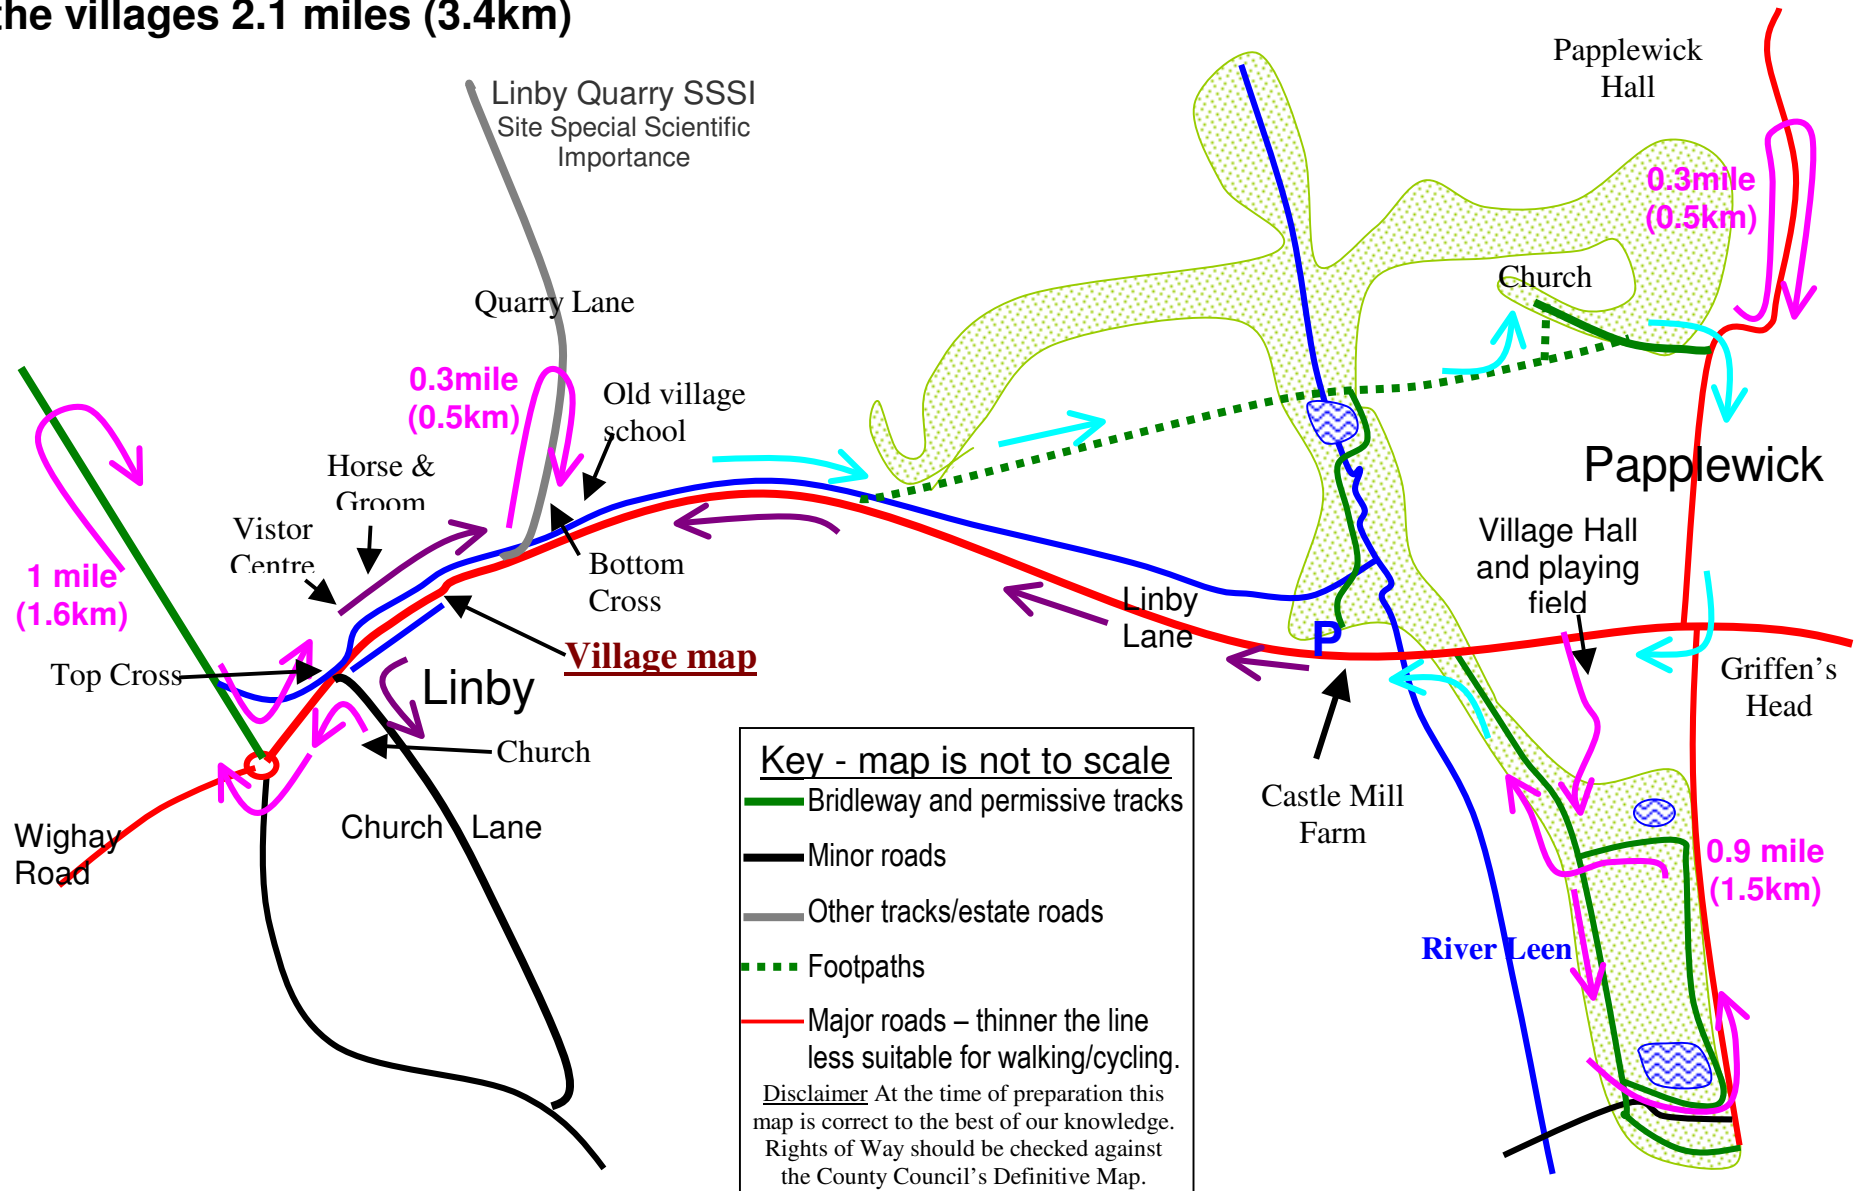 the villages 2.1 miles (3.4km)
Papplewick
Hall
Linby Quarry SSSI
Site Special Scientific
Importance
0.3mile
(0.5km)
Church
Quarry Lane
0.3mile
(0.5km)
Old village
school
Horse &
Groom
Vistor
Centre
Papplewick
Village Hall
and playing
field
1 mile
(1.6km)
Bottom
Cross
Linby
Lane
P
Village map
Top Cross
Linby
Griffen's
Head
Church
Castle Mill
Farm
Wighay
Road
Church Lane
0.9 mile
(1.5km)
River Leen
Key - map is not to scale
Bridleway and permissive tracks
Minor roads
Other tracks/estate roads
Footpaths
Major roads – thinner the line
less suitable for walking/cycling.
Disclaimer At the time of preparation this
map is correct to the best of our knowledge.
Rights of Way should be checked against
the County Council's Definitive Map.